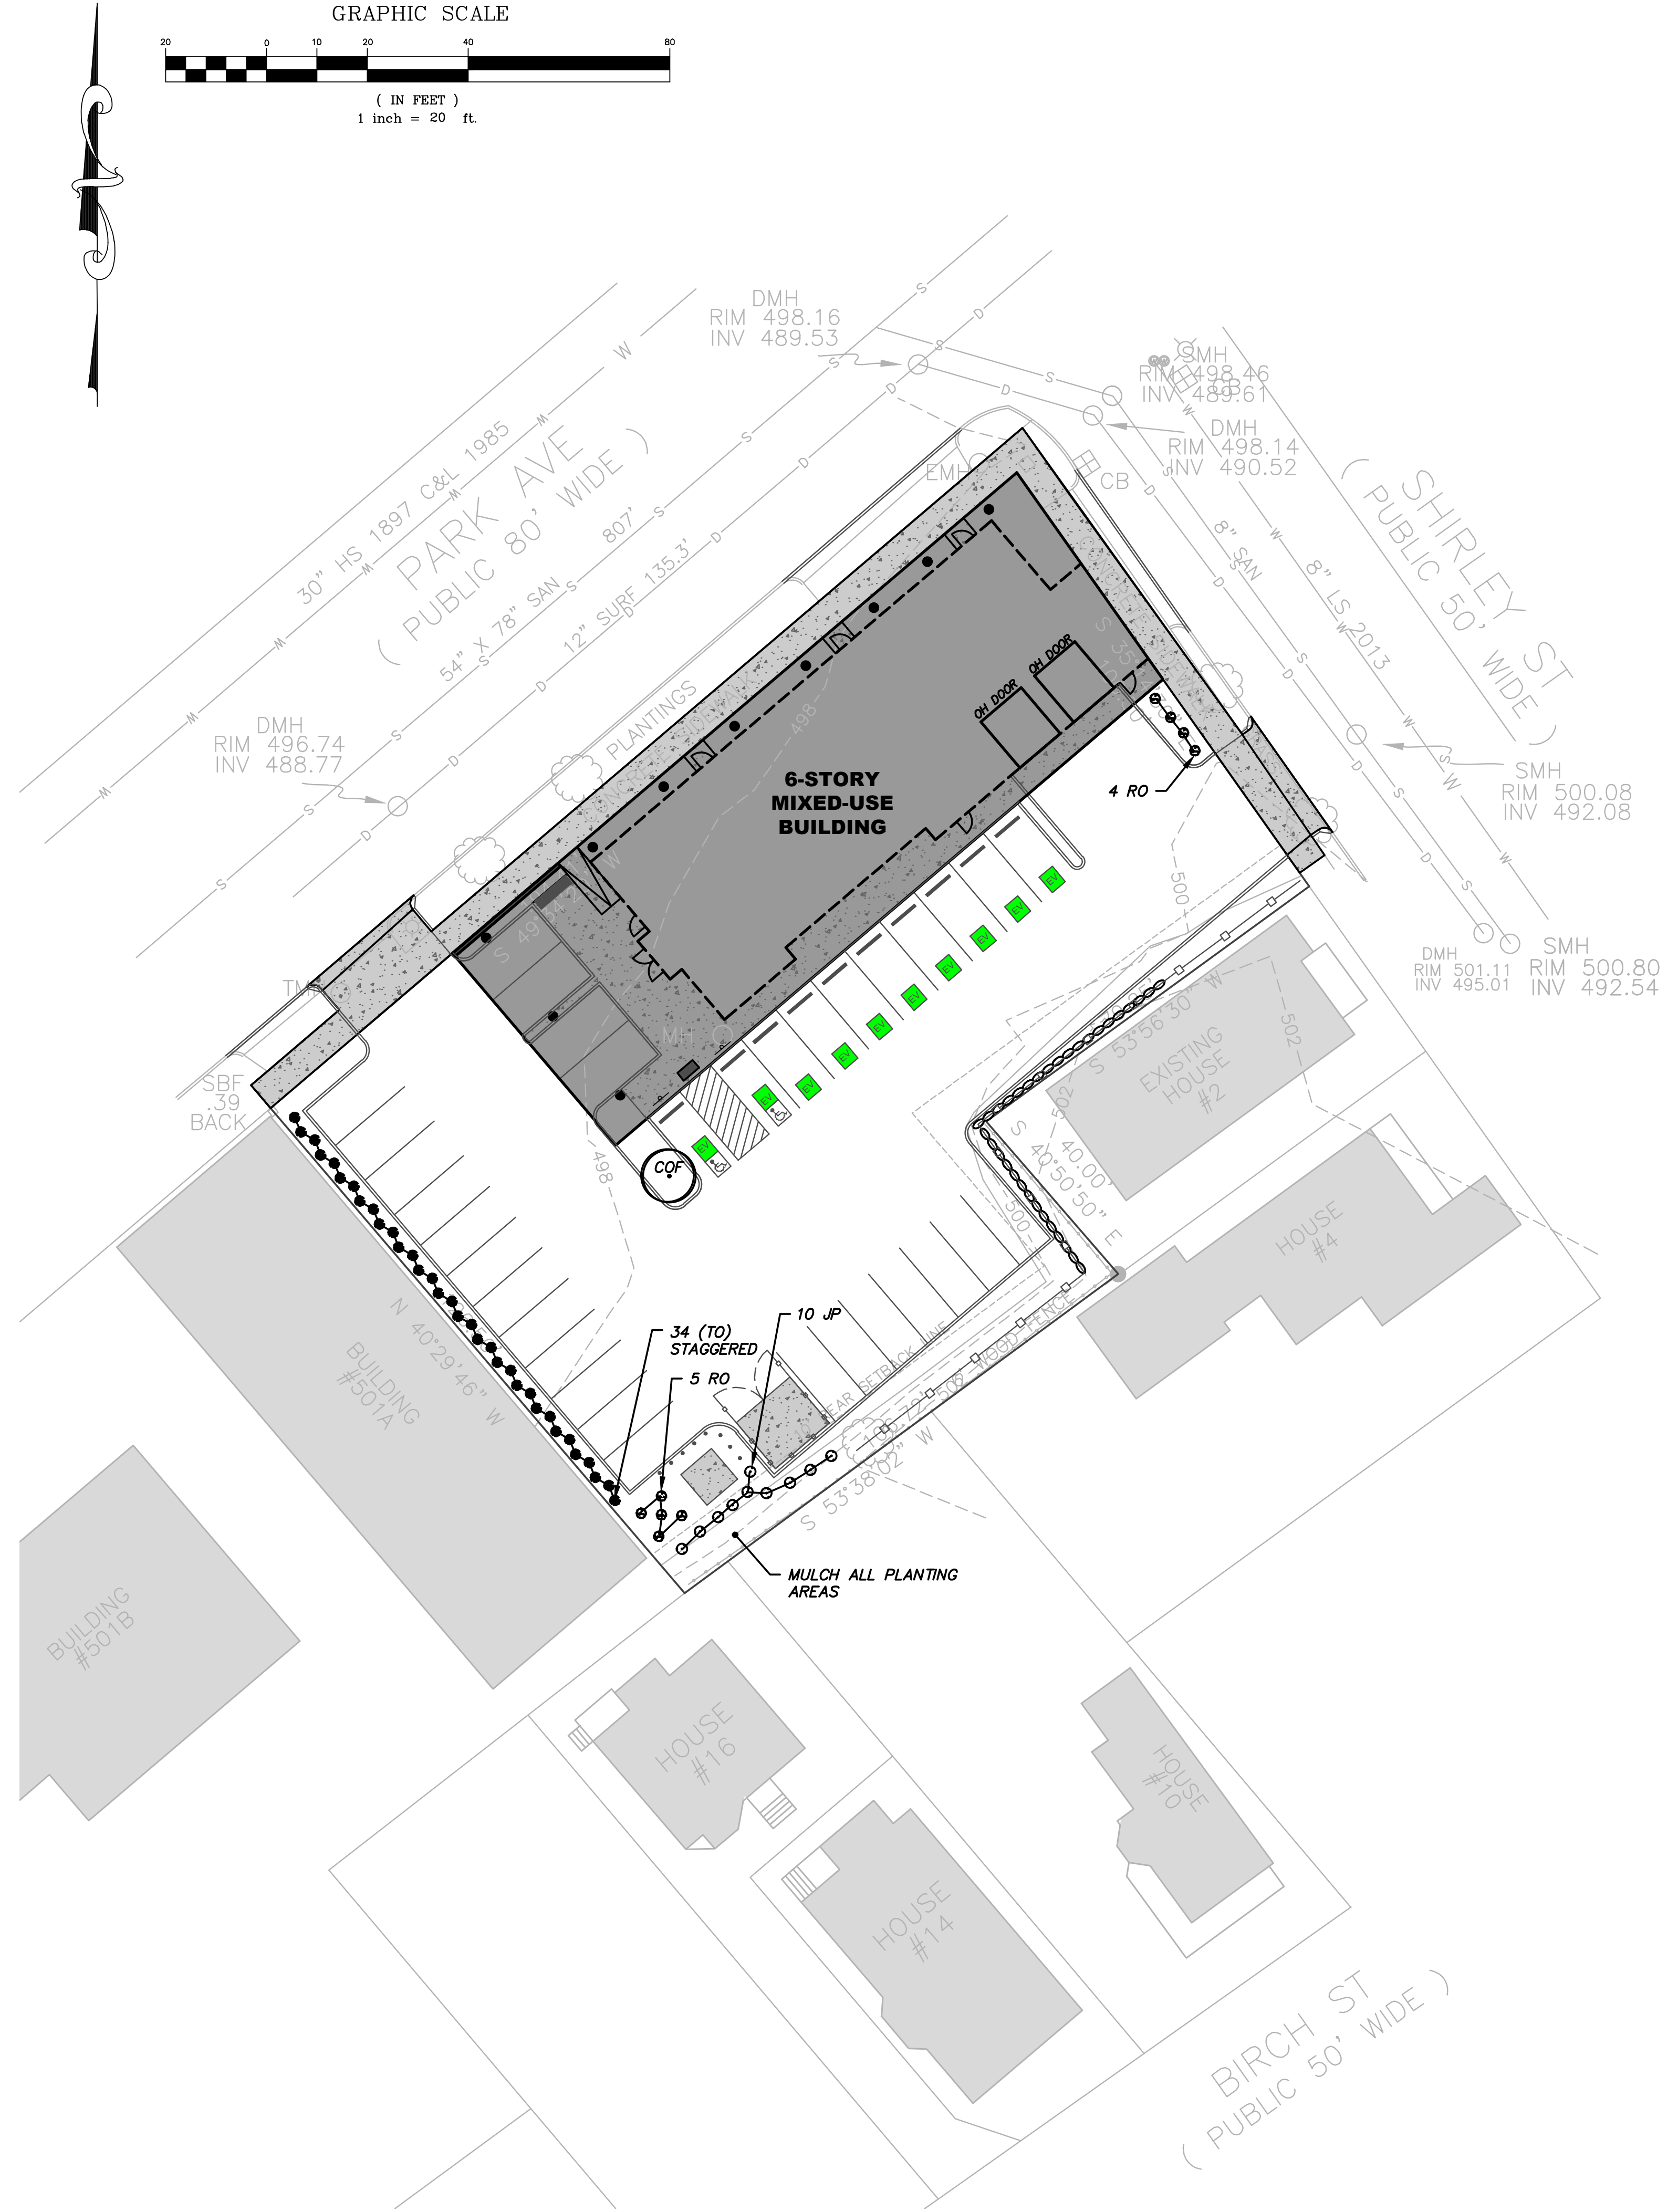 GRAPHIC SCALE
20 0 10 20 40 80
( IN FEET )
1 inch = 20 ft.
DMH
RIM 498.16
INV 489.53
SMH
RIM 498.46
INV 489.61
CB
DMH
RIM 498.14
INV 490.52
CB
EMH
30" HS 1897 C&L 1985
PARK AVE
( PUBLIC 80' WIDE )
54" X 78" SAN 807'
12" SURF 135.3'
SHIRLEY ST
( PUBLIC 50' WIDE )
8" SAN
8" LS 2013
PLANTINGS
CONCRETE SIDEWALK
DMH
RIM 496.74
INV 488.77
498
OH DOOR
OH DOOR
6-STORY
MIXED-USE
BUILDING
4 RO
SMH
RIM 500.08
INV 492.08
DMH
RIM 501.11
INV 495.01
SMH
RIM 500.80
INV 492.54
MH
EV
EV
EV
EV
EV
EV
EV
EV
EV
EV
500
502
502
S 53°56'30" W
EXISTING
HOUSE
#2
40.00'
S 40°50'50" E
500
HOUSE
#4
SBF
.39
BACK
COF
498
N 40°29'46" W
BUILDING
#501A
BUILDING
#501B
34 (TO)
STAGGERED
10 JP
5 RO
WOOD FENCE
S 53°38'02" W
MULCH ALL PLANTING
AREAS
HOUSE
#16
HOUSE
#10
HOUSE
#14
BIRCH ST
( PUBLIC 50' WIDE )